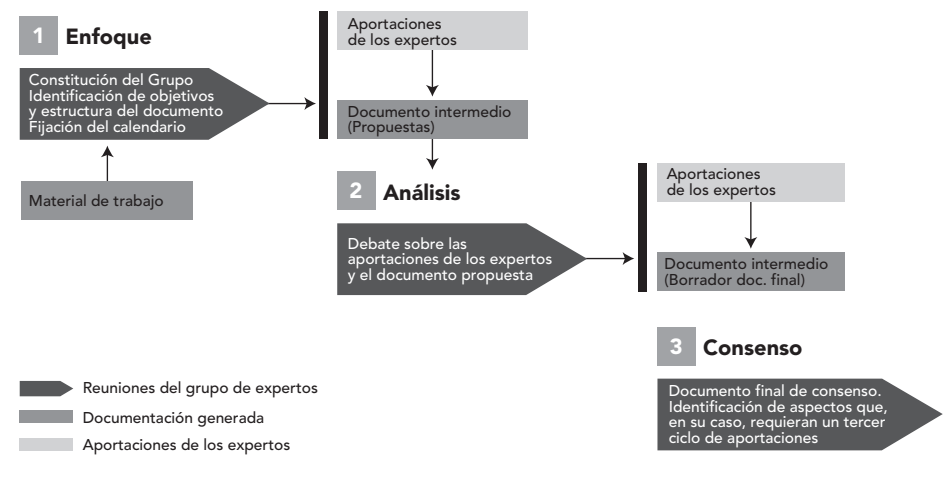 1 Enfoque
Constitución del Grupo
Identificación de objetivos
y estructura del documento
Fijación del calendario
Material de trabajo
Aportaciones
de los expertos
Documento intermedio
(Propuestas)
2 Análisis
Debate sobre las
aportaciones de los expertos
y el documento propuesta
Aportaciones
de los expertos
Documento intermedio
(Borrador doc. final)
3 Consenso
Documento final de consenso.
Identificación de aspectos que,
en su caso, requieran un tercer
ciclo de aportaciones
Reuniones del grupo de expertos
Documentación generada
Aportaciones de los expertos